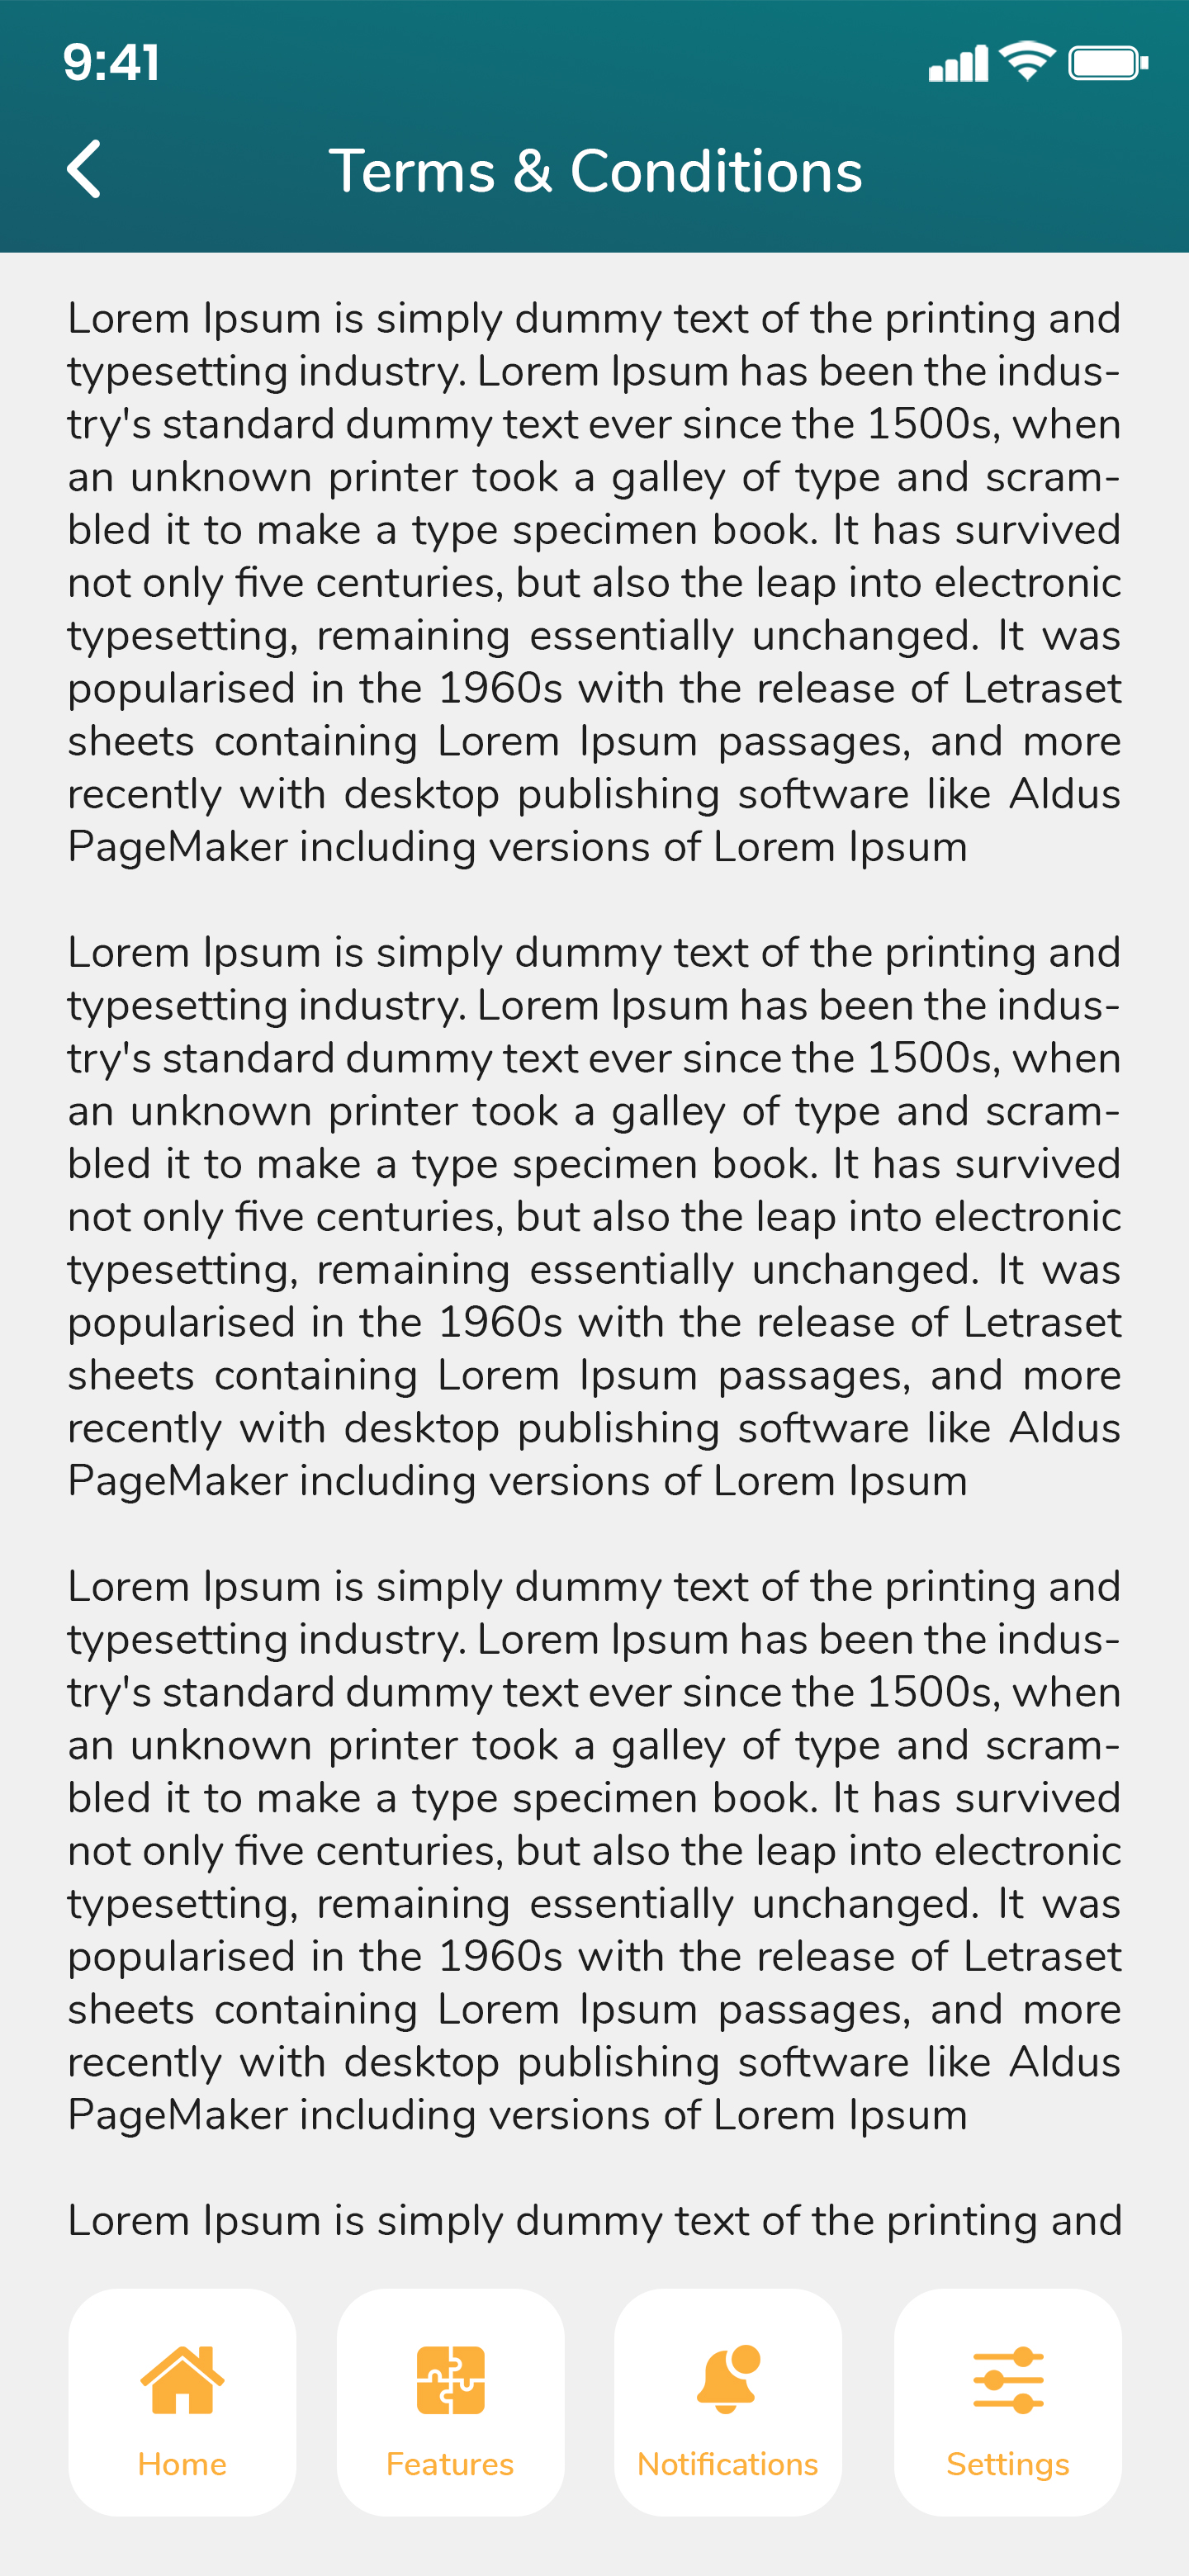 9:41
Terms & Conditions
Lorem Ipsum is simply dummy text of the printing and
typesetting industry. Lorem Ipsum has been the indus-
try's standard dummy text ever since the 1500s, when
an unknown printer took a galley of type and scram-
bled it to make a type specimen book. It has survived
not only five centuries, but also the leap into electronic
typesetting, remaining essentially unchanged. It was
popularised in the 1960s with the release of Letraset
sheets containing Lorem Ipsum passages, and more
recently with desktop publishing software like Aldus
PageMaker including versions of Lorem Ipsum
Lorem Ipsum is simply dummy text of the printing and
typesetting industry. Lorem Ipsum has been the indus-
try's standard dummy text ever since the 1500s, when
an unknown printer took a galley of type and scram-
bled it to make a type specimen book. It has survived
not only five centuries, but also the leap into electronic
typesetting, remaining essentially unchanged. It was
popularised in the 1960s with the release of Letraset
sheets containing Lorem Ipsum passages, and more
recently with desktop publishing software like Aldus
PageMaker including versions of Lorem Ipsum
Lorem Ipsum is simply dummy text of the printing and
typesetting industry. Lorem Ipsum has been the indus-
try's standard dummy text ever since the 1500s, when
an unknown printer took a galley of type and scram-
bled it to make a type specimen book. It has survived
not only five centuries, but also the leap into electronic
typesetting, remaining essentially unchanged. It was
popularised in the 1960s with the release of Letraset
sheets containing Lorem Ipsum passages, and more
recently with desktop publishing software like Aldus
PageMaker including versions of Lorem Ipsum
Lorem Ipsum is simply dummy text of the printing and
Home Features Notifications Settings